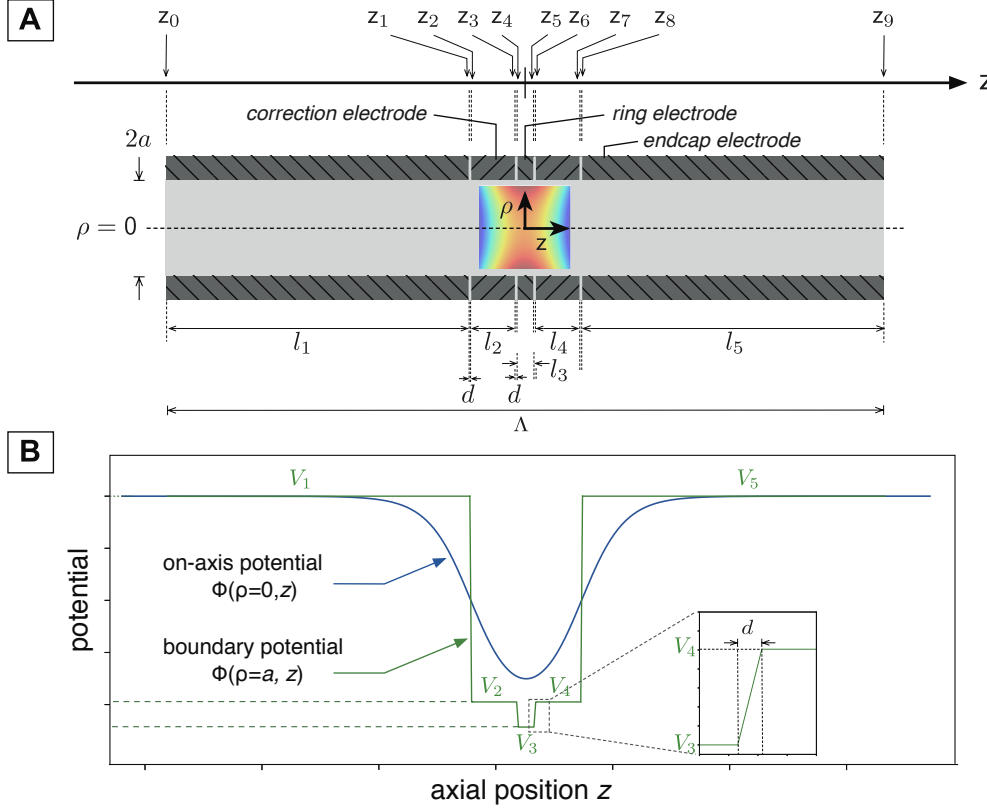 A
z₀ z₁ z₂ z₃ z₄ z₅ z₆ z₇ z₈ z₉
z
correction electrode
ring electrode
endcap electrode
2a
ρ = 0
ρ
z
l₁ l₂ l₄ l₅
l₃
d d
Λ
B
V₁ V₅
on-axis potential
Φ(ρ=0,z)
boundary potential
Φ(ρ=a, z)
V₂ V₄
V₃
d
V₄
V₃
potential
axial position z